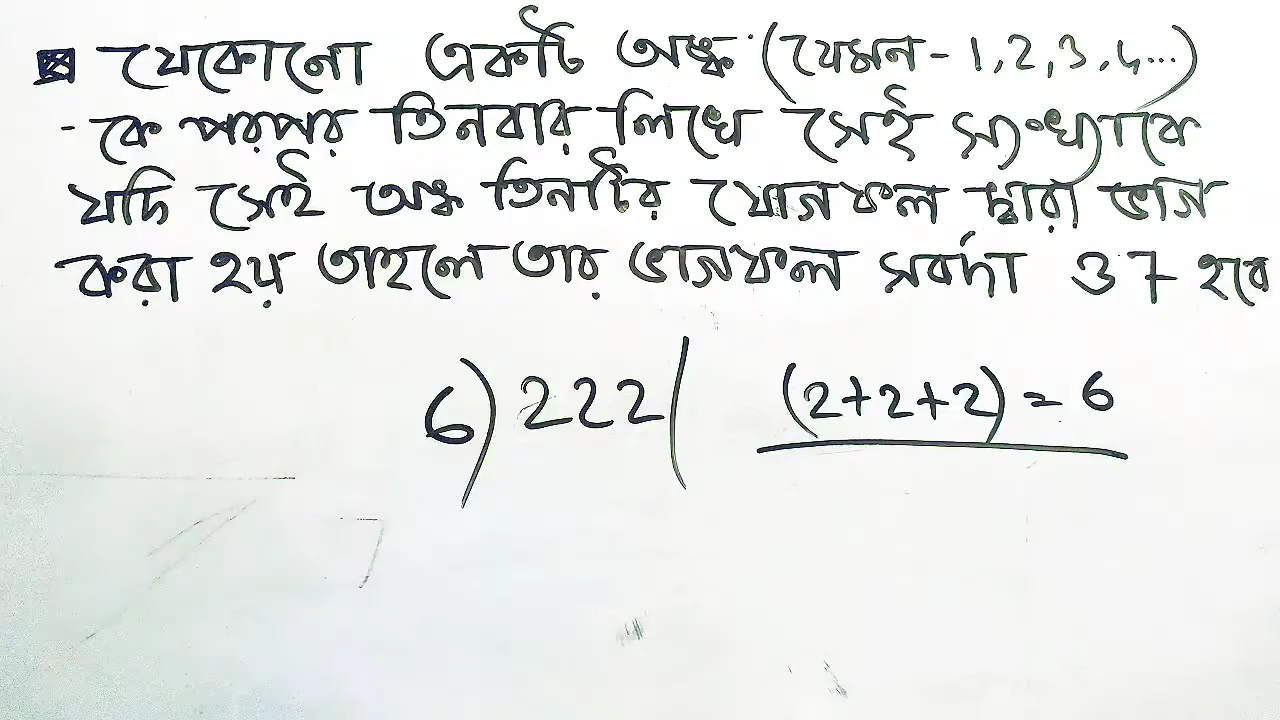 যেকোনো একটি অঙ্ক (যেমন - 1, 2, 3, 4...)
- কে পরপর তিনবার লিখে সেই সংখ্যাকে
যদি সেই অঙ্ক তিনটির যোগফল দ্বারা ভাগ
করা হয় তাহলে তার ভাগফল সর্বদা 37 হবে
6) 222 ( (2+2+2) = 6